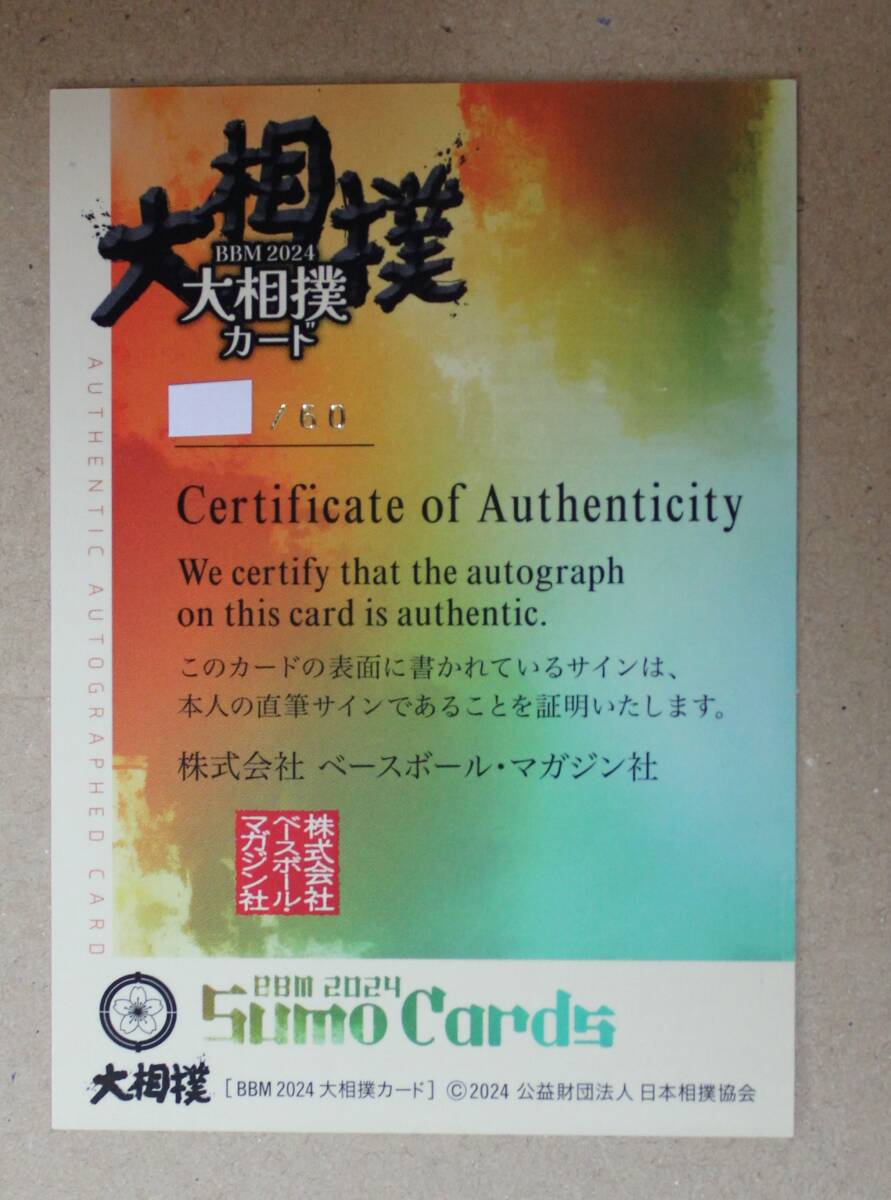 大相撲
BBM 2024
大相撲
カード
/60
AUTHENTIC AUTOGRAPHED CARD
Certificate of Authenticity
We certify that the autograph
on this card is authentic.
このカードの表面に書かれているサインは、
本人の直筆サインであることを証明いたします。
株式会社 ベースボール・マガジン社
株式会社
ベースボール・
マガジン社
BBM 2024
Sumo Cards
大相撲
[BBM 2024 大相撲カード] ©2024 公益財団法人 日本相撲協会